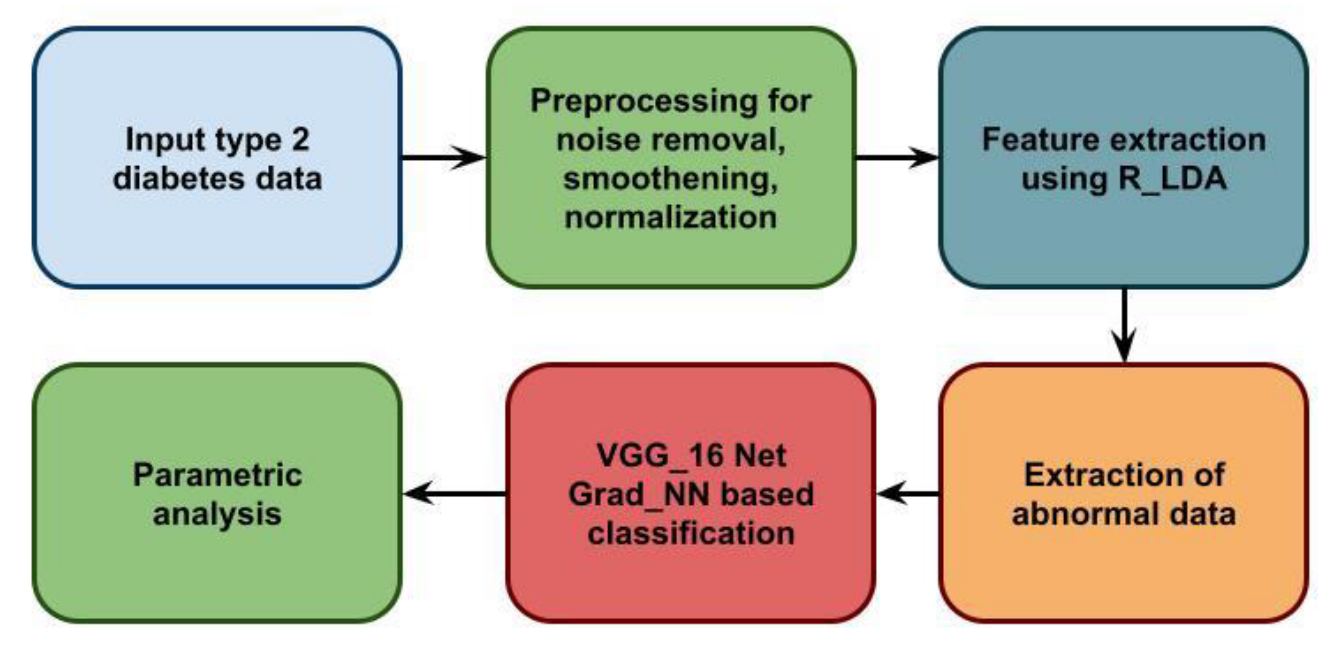 Input type 2
diabetes data
Preprocessing for
noise removal,
smoothening,
normalization
Feature extraction
using R_LDA
Extraction of
abnormal data
VGG_16 Net
Grad_NN based
classification
Parametric
analysis